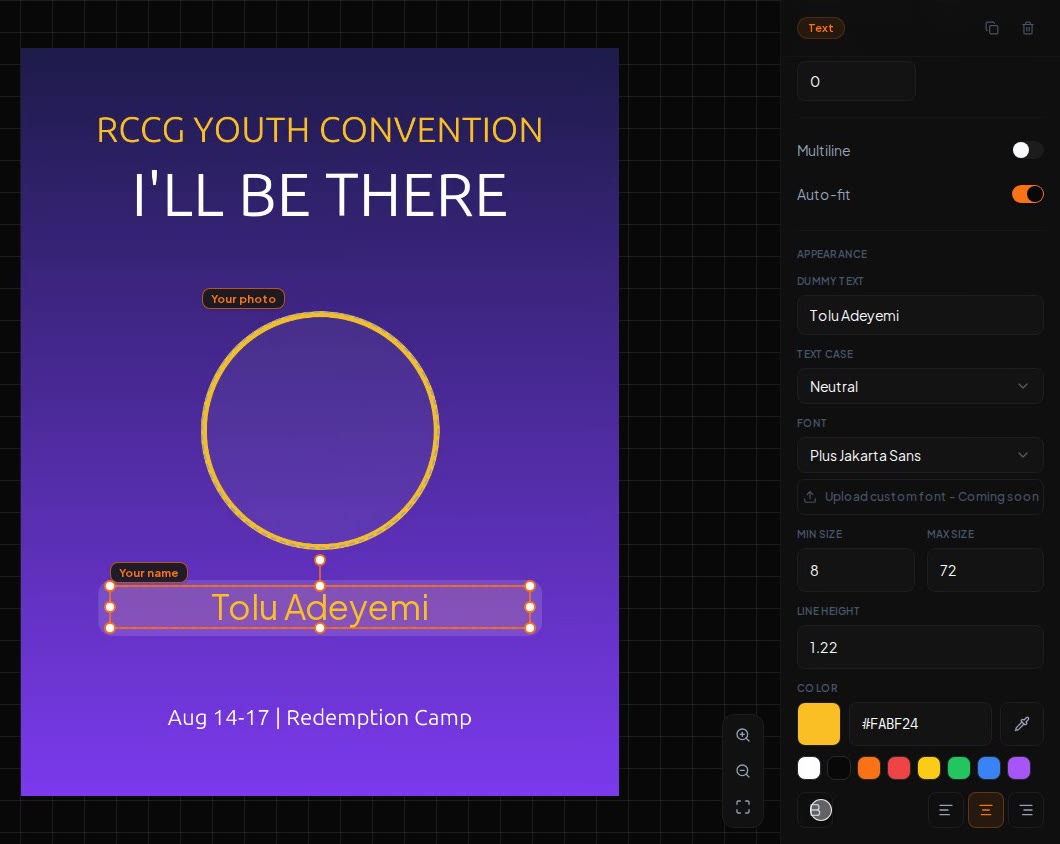 Text
0
RCCG YOUTH CONVENTION
I'LL BE THERE
Your photo
Your name
Tolu Adeyemi
Aug 14-17 | Redemption Camp
Multiline
Auto-fit
APPEARANCE
DUMMY TEXT
Tolu Adeyemi
TEXT CASE
Neutral
FONT
Plus Jakarta Sans
Upload custom font - Coming soon
MIN SIZE MAX SIZE
8 72
LINE HEIGHT
1.22
COLOR
#FABF24
B